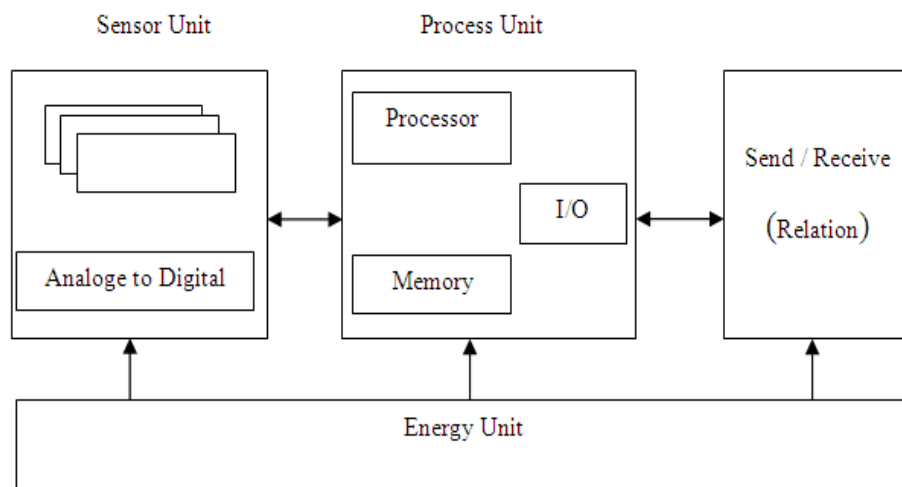 Sensor Unit
Process Unit
Processor
Send / Receive
I/O
(Relation)
Analoge to Digital
Memory
Energy Unit